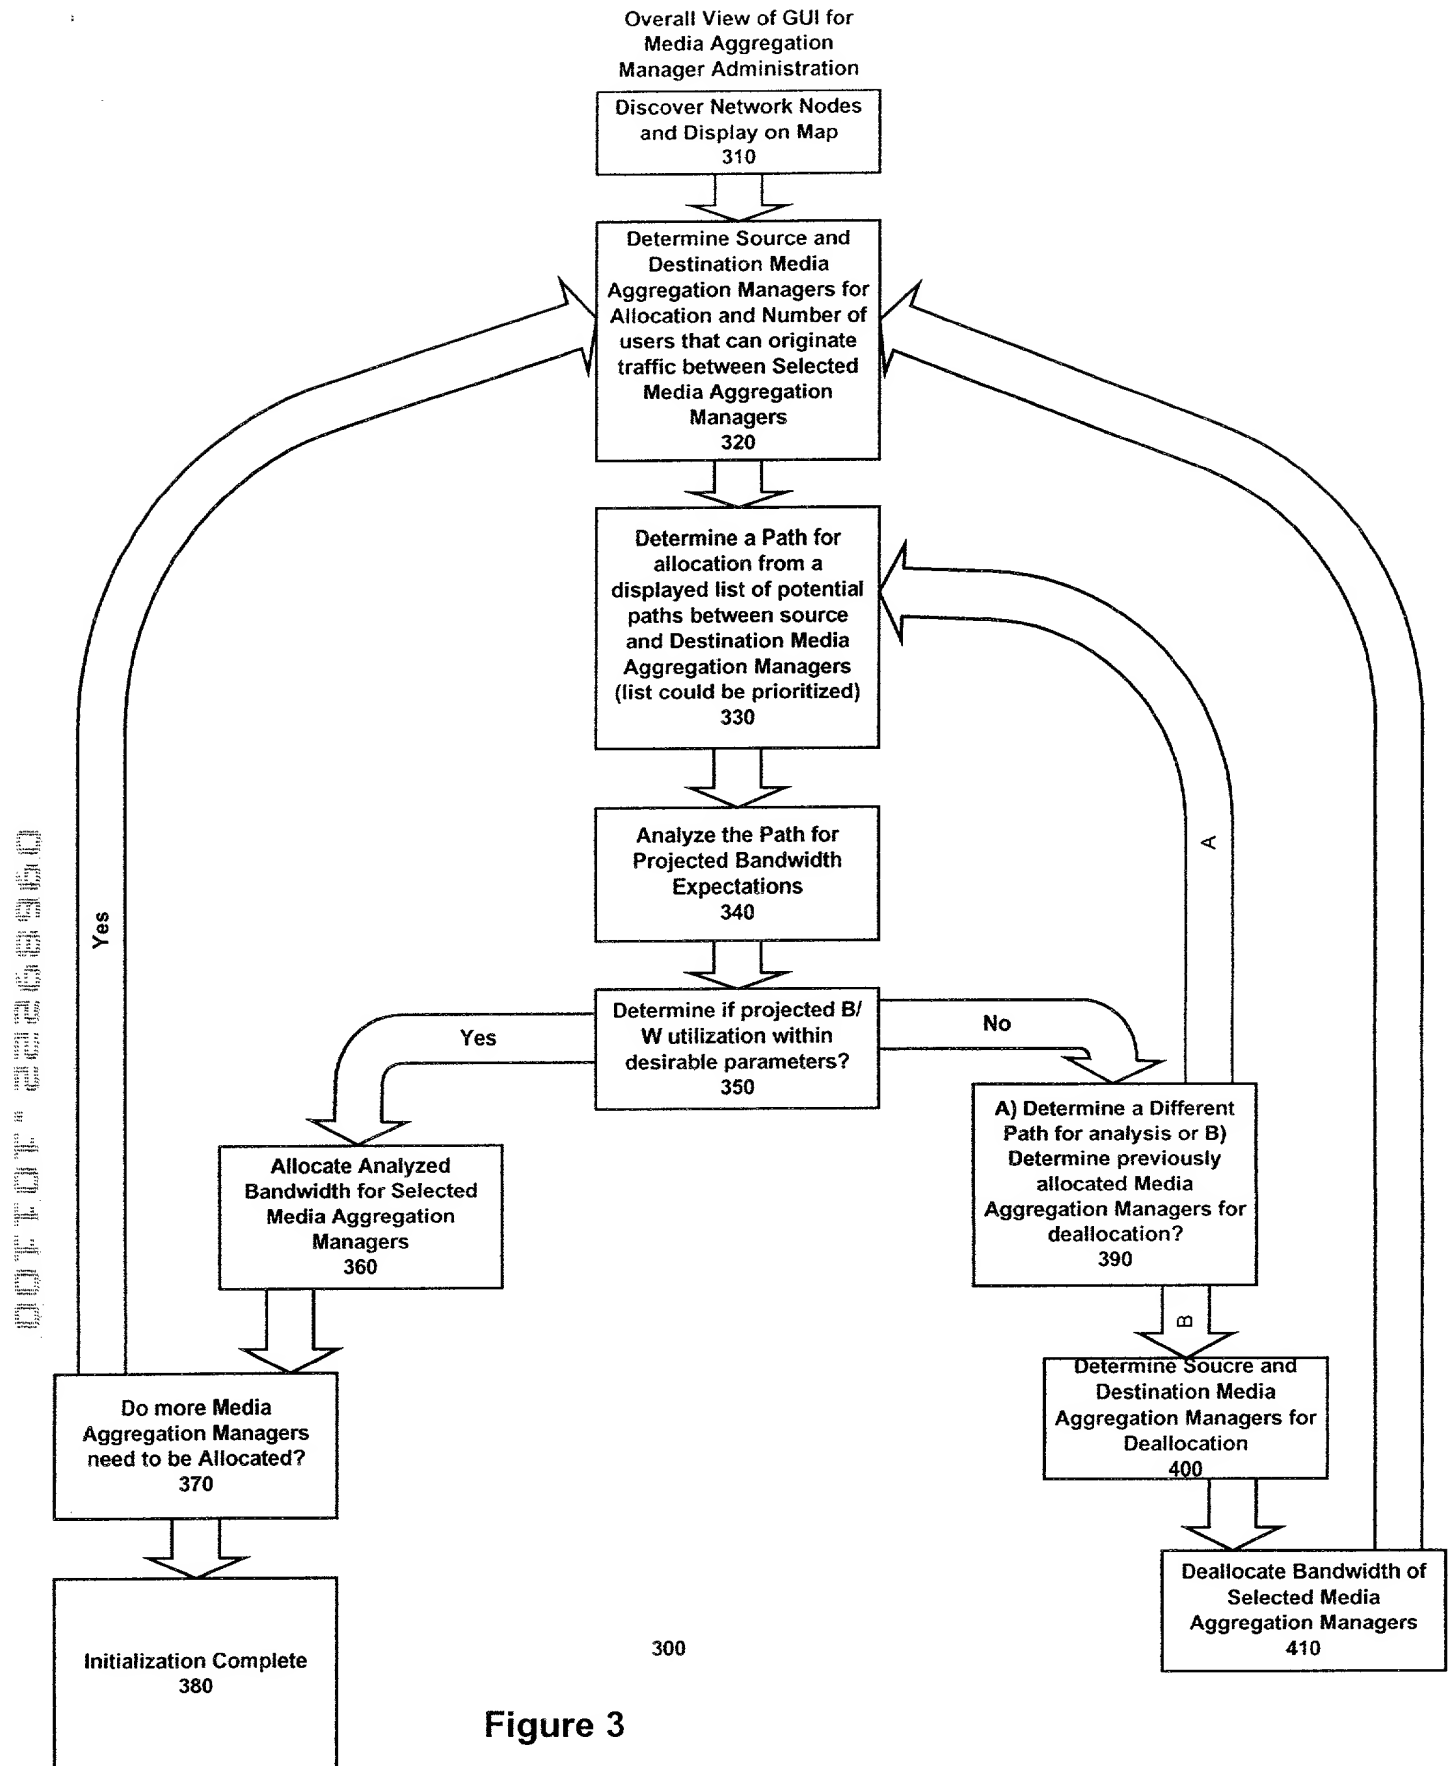 Overall View of GUI for
Media Aggregation
Manager Administration
Discover Network Nodes
and Display on Map
310
Determine Source and
Destination Media
Aggregation Managers for
Allocation and Number of
users that can originate
traffic between Selected
Media Aggregation
Managers
320
Determine a Path for
allocation from a
displayed list of potential
paths between source
and Destination Media
Aggregation Managers
(list could be prioritized)
330
A
Analyze the Path for
Projected Bandwidth
Expectations
340
Yes
Determine if projected B/
W utilization within
desirable parameters?
350
Yes
No
A) Determine a Different
Path for analysis or B)
Determine previously
allocated Media
Aggregation Managers for
deallocation?
390
Allocate Analyzed
Bandwidth for Selected
Media Aggregation
Managers
360
B
Determine Soucre and
Destination Media
Aggregation Managers for
Deallocation
400
Do more Media
Aggregation Managers
need to be Allocated?
370
Deallocate Bandwidth of
Selected Media
Aggregation Managers
410
Initialization Complete
380
300
Figure 3